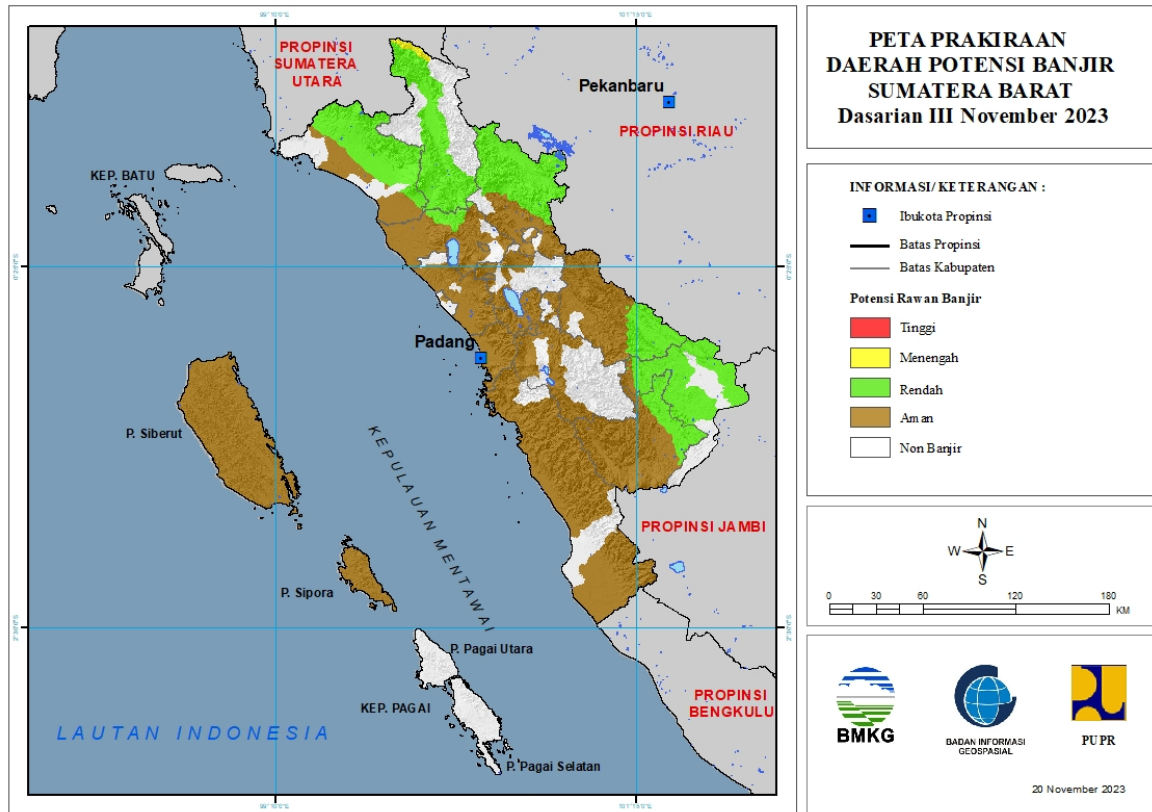 PROPINSI
SUMATERA
UTARA
Pekanbaru
PROPINSI RIAU
KEP. BATU
Padang
P. Siberut
KEPULAUAN MENTAWAI
PROPINSI JAMBI
P. Sipora
P. Pagai Utara
KEP. PAGAI
PROPINSI
BENGKULU
LAUTAN INDONESIA
P. Pagai Selatan
PETA PRAKIRAAN
DAERAH POTENSI BANJIR
SUMATERA BARAT
Dasarian III November 2023
INFORMASI/ KETERANGAN :
Ibukota Propinsi
Batas Propinsi
Batas Kabupaten
Potensi Rawan Banjir
Tinggi
Menengah
Rendah
Aman
Non Banjir
N
W E
S
0 30 60 120 180
KM
BMKG
BADAN INFORMASI
GEOSPASIAL
PUPR
20 November 2023